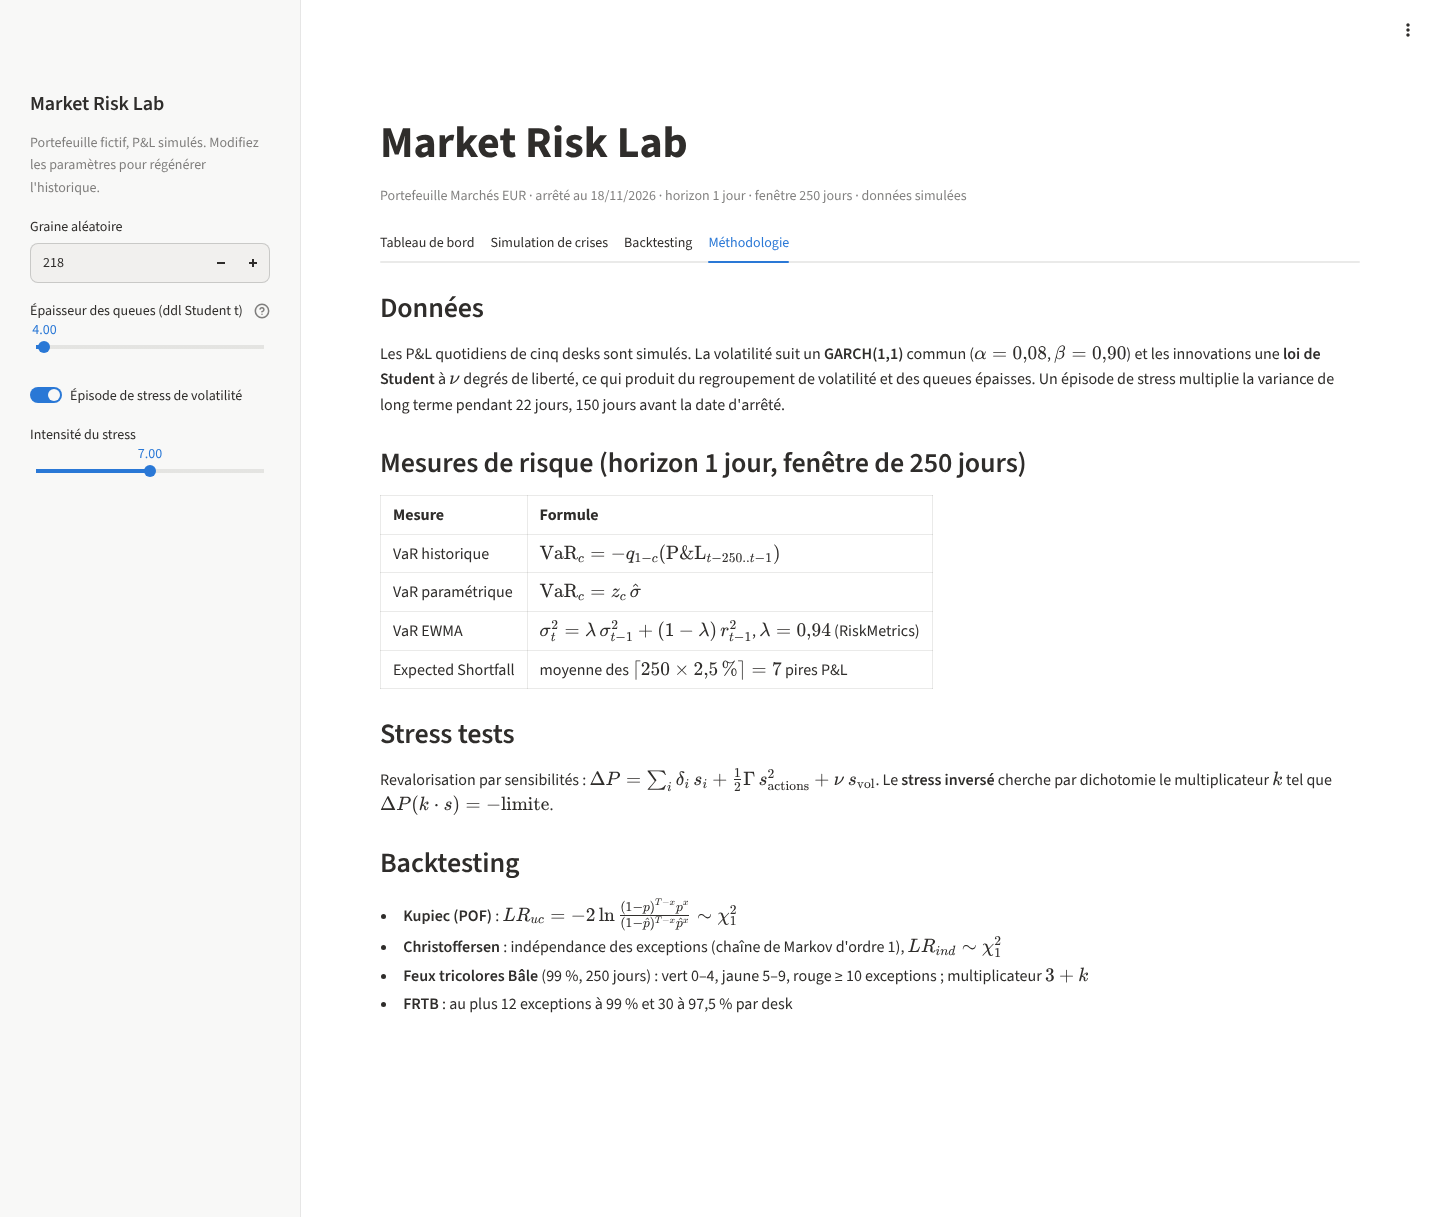 Market Risk Lab
Portefeuille fictif, P&L simulés. Modifiez
les paramètres pour régénérer
l'historique.
Graine aléatoire
218
Épaisseur des queues (ddl Student t)
4.00
Épisode de stress de volatilité
Intensité du stress
7.00
Market Risk Lab
Portefeuille Marchés EUR · arrêté au 18/11/2026 · horizon 1 jour · fenêtre 250 jours · données simulées
Tableau de bord Simulation de crises Backtesting Méthodologie
Données
Les P&L quotidiens de cinq desks sont simulés. La volatilité suit un GARCH(1,1) commun (α = 0,08, β = 0,90) et les innovations une loi de
Student à ν degrés de liberté, ce qui produit du regroupement de volatilité et des queues épaisses. Un épisode de stress multiplie la variance de
long terme pendant 22 jours, 150 jours avant la date d'arrêté.
Mesures de risque (horizon 1 jour, fenêtre de 250 jours)
Mesure Formule
VaR historique VaR_c = −q_{1−c}(P&L_{t−250..t−1})
VaR paramétrique VaR_c = z_c σ̂
VaR EWMA σ_t^2 = λ σ_{t−1}^2 + (1 − λ) r_{t−1}^2, λ = 0,94 (RiskMetrics)
Expected Shortfall moyenne des ⌈250 × 2,5 %⌉ = 7 pires P&L
Stress tests
Revalorisation par sensibilités : ΔP = ∑_i δ_i s_i + ½Γ s_{actions}^2 + ν s_{vol}. Le stress inversé cherche par dichotomie le multiplicateur k tel que
ΔP(k · s) = −limite.
Backtesting
• Kupiec (POF) : LR_{uc} = −2 ln \frac{(1−p)^{T−x}p^x}{(1−p̂)^{T−x}p̂^x} ∼ χ_1^2
• Christoffersen : indépendance des exceptions (chaîne de Markov d'ordre 1), LR_{ind} ∼ χ_1^2
• Feux tricolores Bâle (99 %, 250 jours) : vert 0–4, jaune 5–9, rouge ≥ 10 exceptions ; multiplicateur 3 + k
• FRTB : au plus 12 exceptions à 99 % et 30 à 97,5 % par desk